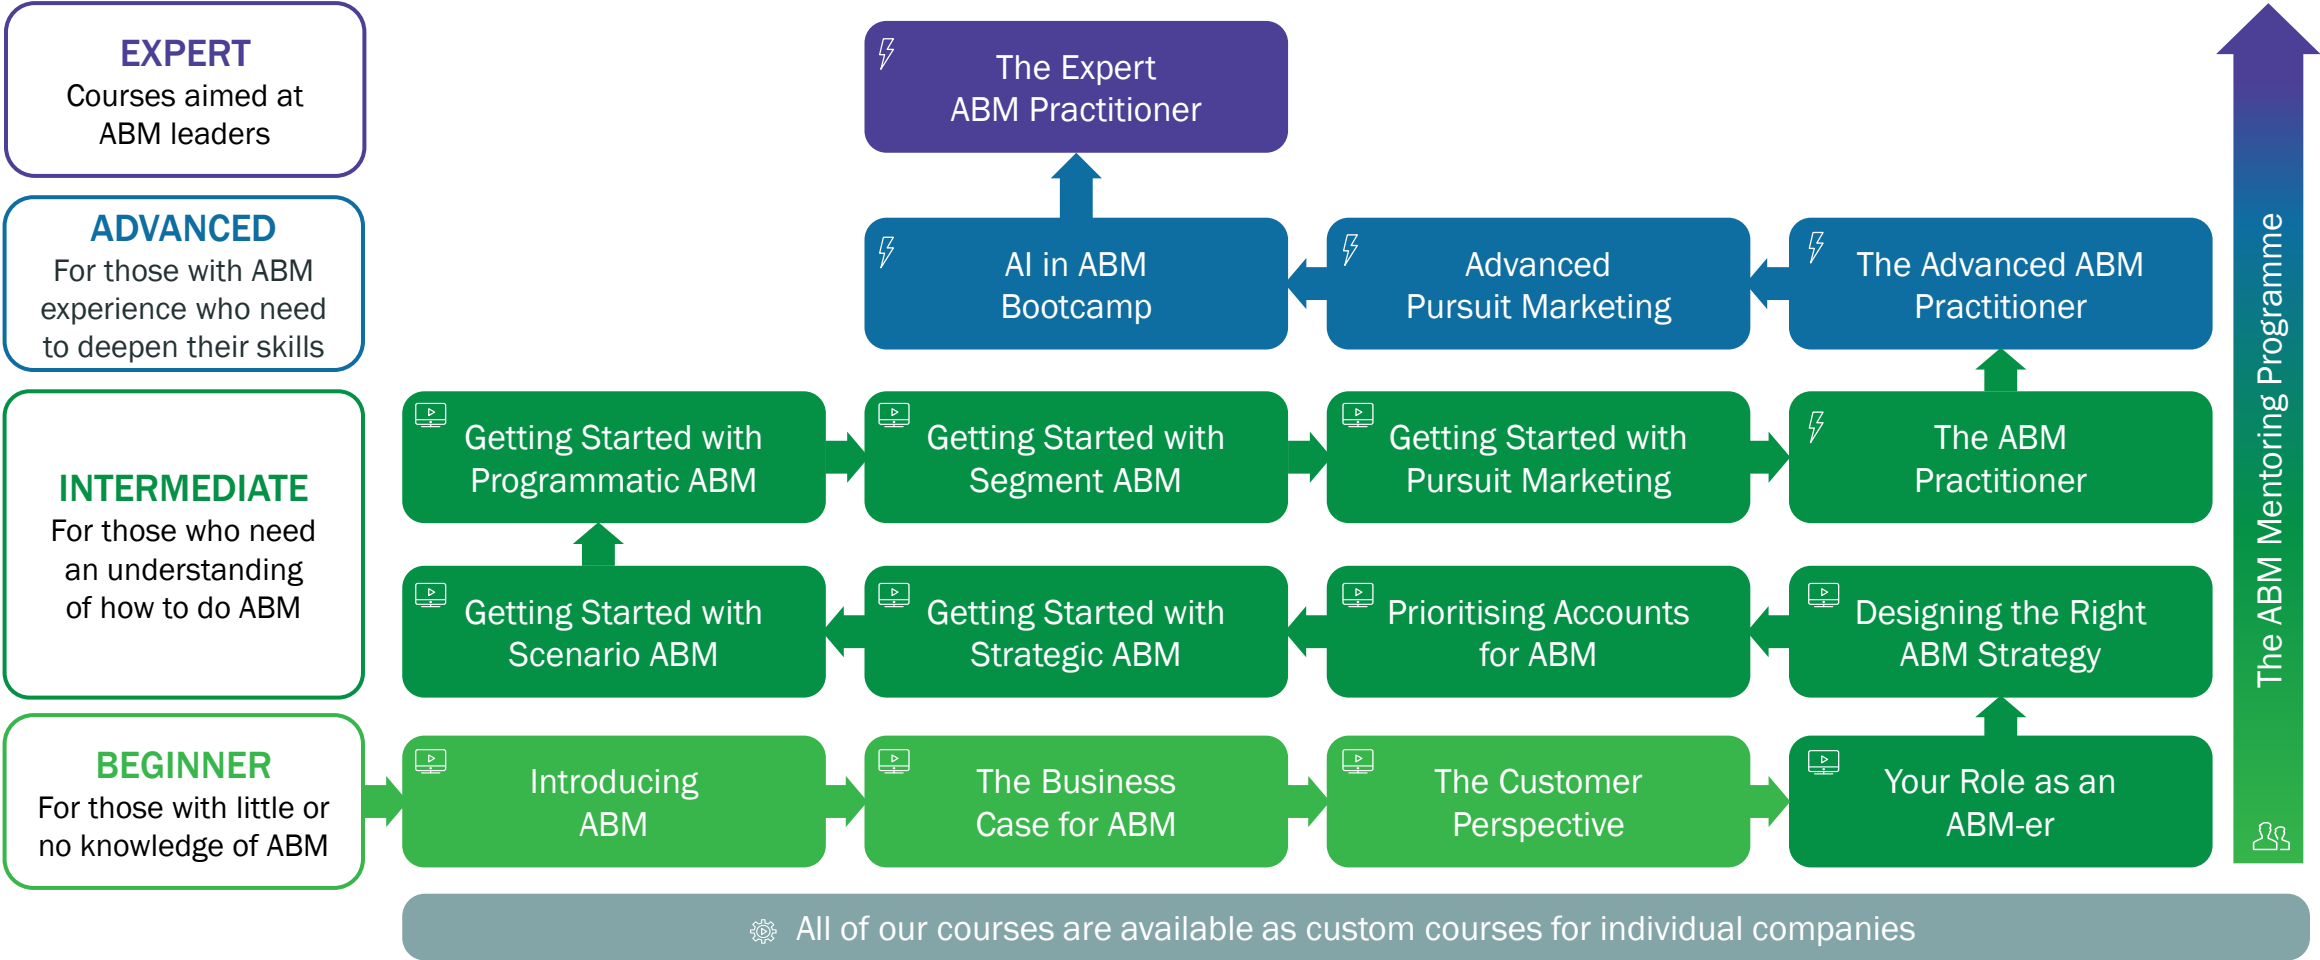 EXPERT
Courses aimed at
ABM leaders
The Expert
ABM Practitioner
ADVANCED
For those with ABM
experience who need
to deepen their skills
AI in ABM
Bootcamp
Advanced
Pursuit Marketing
The Advanced ABM
Practitioner
INTERMEDIATE
For those who need
an understanding
of how to do ABM
Getting Started with
Programmatic ABM
Getting Started with
Segment ABM
Getting Started with
Pursuit Marketing
The ABM
Practitioner
Getting Started with
Scenario ABM
Getting Started with
Strategic ABM
Prioritising Accounts
for ABM
Designing the Right
ABM Strategy
BEGINNER
For those with little or
no knowledge of ABM
Introducing
ABM
The Business
Case for ABM
The Customer
Perspective
Your Role as an
ABM-er
The ABM Mentoring Programme
All of our courses are available as custom courses for individual companies